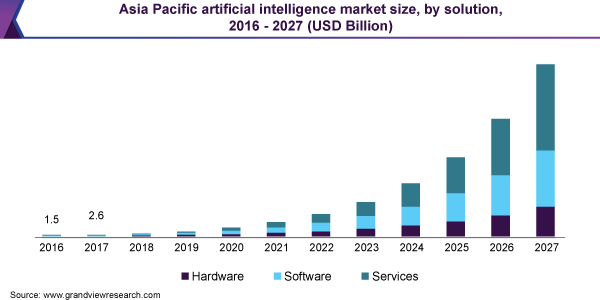 Asia Pacific artificial intelligence market size, by solution,
2016 - 2027 (USD Billion)
1.5 2.6
2016 2017 2018 2019 2020 2021 2022 2023 2024 2025 2026 2027
Hardware Software Services
Source: www.grandviewresearch.com